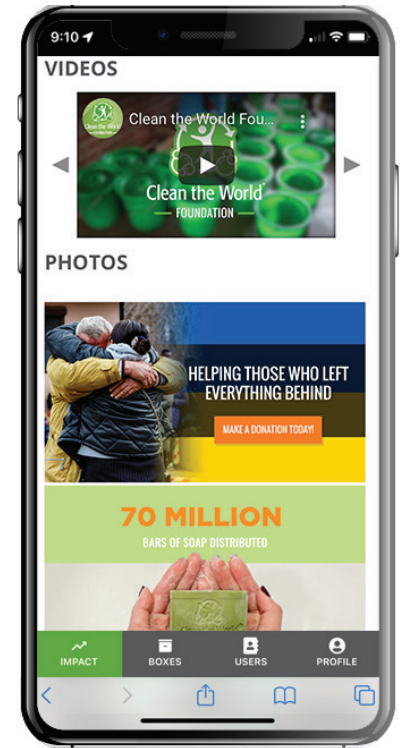 9:10
VIDEOS
Clean the World Fou...
Clean the World
FOUNDATION
PHOTOS
HELPING THOSE WHO LEFT
EVERYTHING BEHIND
MAKE A DONATION TODAY!
70 MILLION
BARS OF SOAP DISTRIBUTED
IMPACT
BOXES
USERS
PROFILE